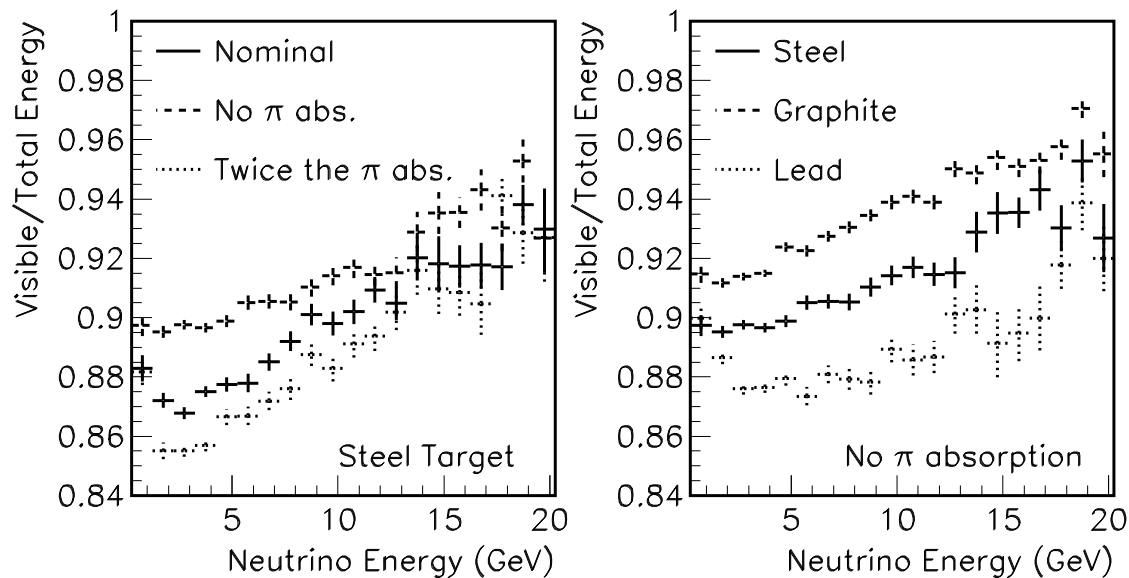 Visible/Total Energy
1
0.98
0.96
0.94
0.92
0.9
0.88
0.86
0.84
Nominal
No π abs.
Twice the π abs.
Steel Target
5
10
15
20
Neutrino Energy (GeV)
Visible/Total Energy
1
0.98
0.96
0.94
0.92
0.9
0.88
0.86
0.84
Steel
Graphite
Lead
No π absorption
5
10
15
20
Neutrino Energy (GeV)